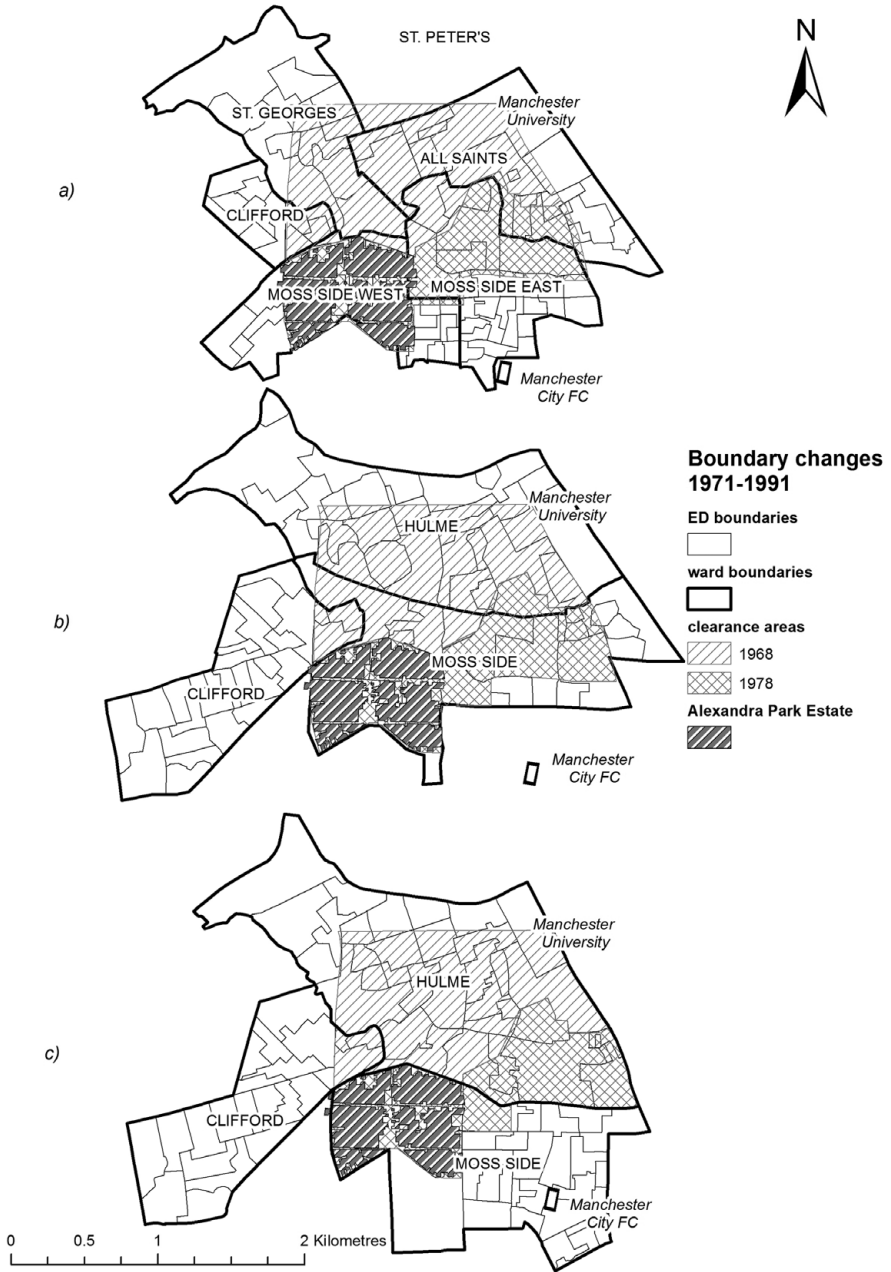 ST. PETER'S
N
Manchester
University
ST. GEORGES
a)
ALL SAINTS
CLIFFORD
MOSS SIDE WEST
MOSS SIDE EAST
Manchester
City FC
Boundary changes
1971-1991
ED boundaries
ward boundaries
clearance areas
1968
1978
Alexandra Park Estate
b)
Manchester
University
HULME
MOSS SIDE
CLIFFORD
Manchester
City FC
c)
Manchester
University
HULME
CLIFFORD
MOSS SIDE
Manchester
City FC
0 0.5 1 2 Kilometres